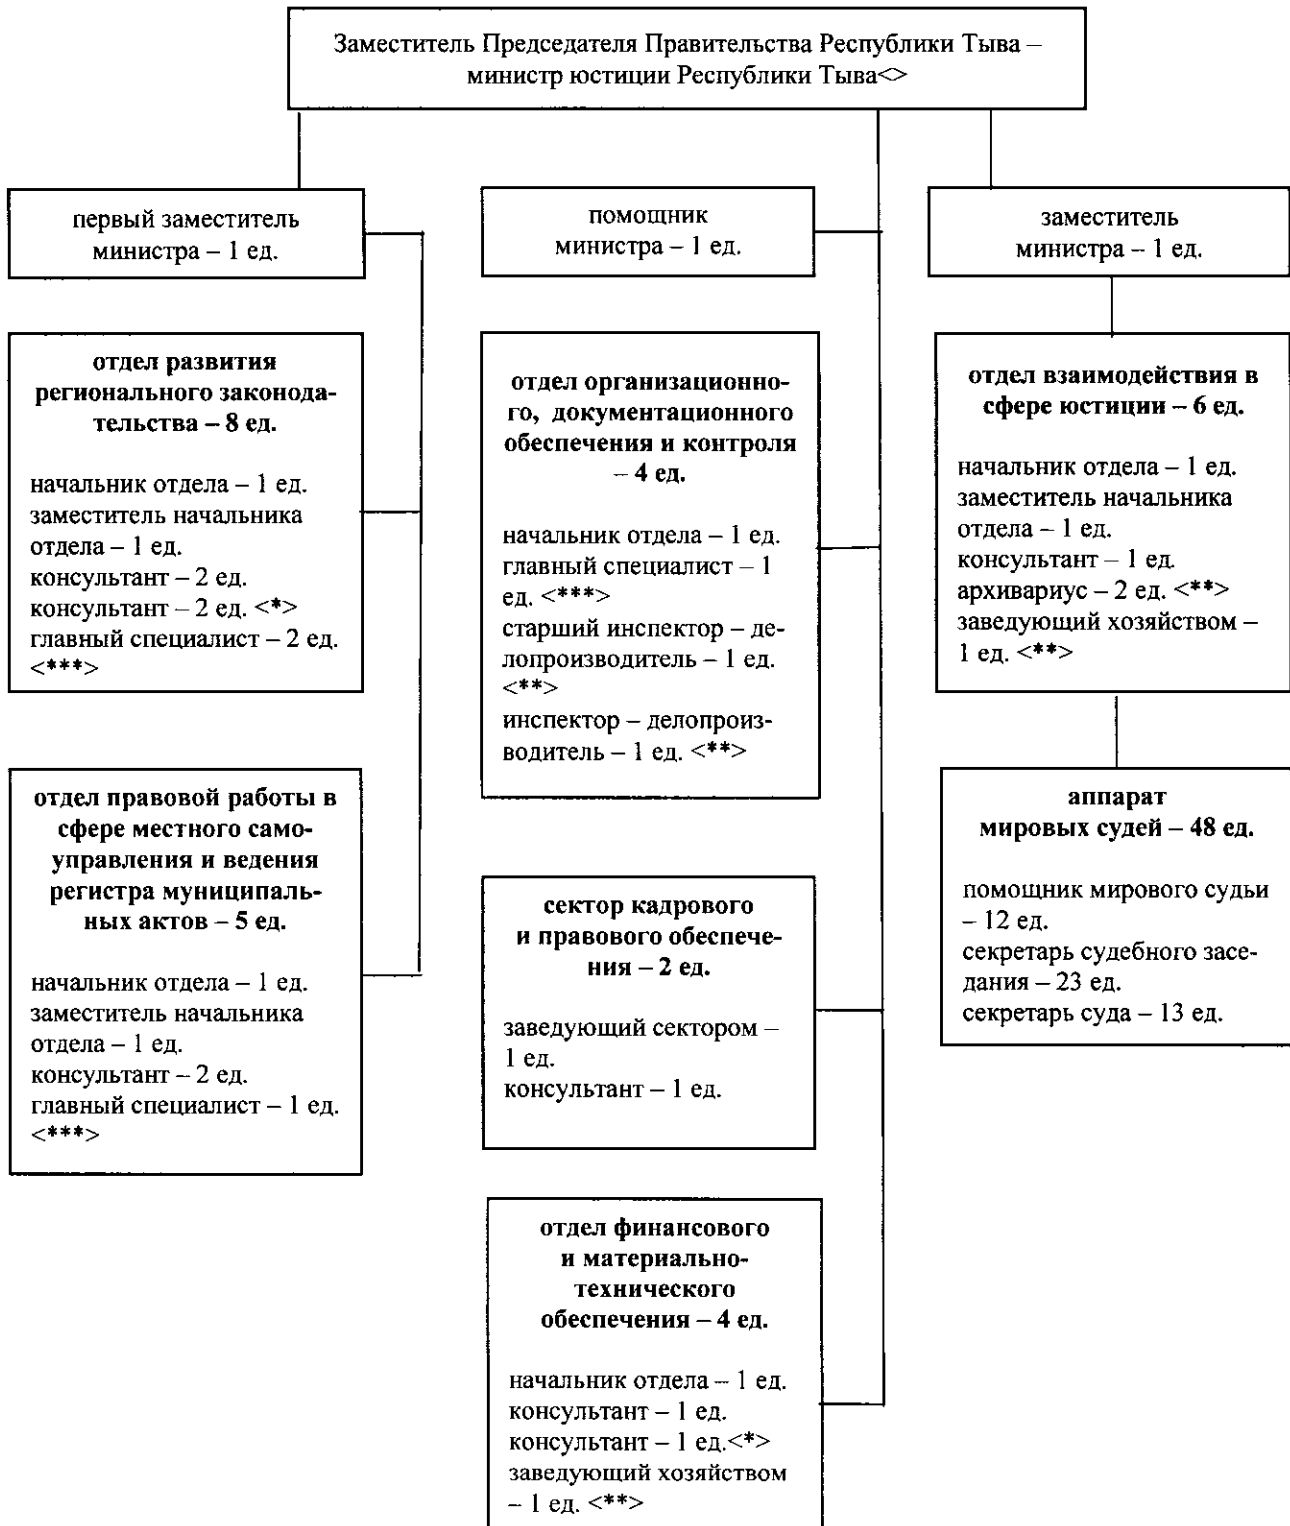 Заместитель Председателя Правительства Республики Тыва –
министр юстиции Республики Тыва<>
первый заместитель
министра – 1 ед.
помощник
министра – 1 ед.
заместитель
министра – 1 ед.
отдел развития
регионального законода-
тельства – 8 ед.
начальник отдела – 1 ед.
заместитель начальника
отдела – 1 ед.
консультант – 2 ед.
консультант – 2 ед. <*>
главный специалист – 2 ед.
<***>
отдел организационно-
го, документационного
обеспечения и контроля
– 4 ед.
начальник отдела – 1 ед.
главный специалист – 1
ед. <***>
старший инспектор – де-
лопроизводитель – 1 ед.
<**>
инспектор – делопроиз-
водитель – 1 ед. <**>
отдел взаимодействия в
сфере юстиции – 6 ед.
начальник отдела – 1 ед.
заместитель начальника
отдела – 1 ед.
консультант – 1 ед.
архивариус – 2 ед. <**>
заведующий хозяйством –
1 ед. <**>
отдел правовой работы в
сфере местного само-
управления и ведения
регистра муниципаль-
ных актов – 5 ед.
начальник отдела – 1 ед.
заместитель начальника
отдела – 1 ед.
консультант – 2 ед.
главный специалист – 1 ед.
<***>
сектор кадрового
и правового обеспече-
ния – 2 ед.
заведующий сектором –
1 ед.
консультант – 1 ед.
аппарат
мировых судей – 48 ед.
помощник мирового судьи
– 12 ед.
секретарь судебного засе-
дания – 23 ед.
секретарь суда – 13 ед.
отдел финансового
и материально-
технического
обеспечения – 4 ед.
начальник отдела – 1 ед.
консультант – 1 ед.
консультант – 1 ед.<*>
заведующий хозяйством
– 1 ед. <**>